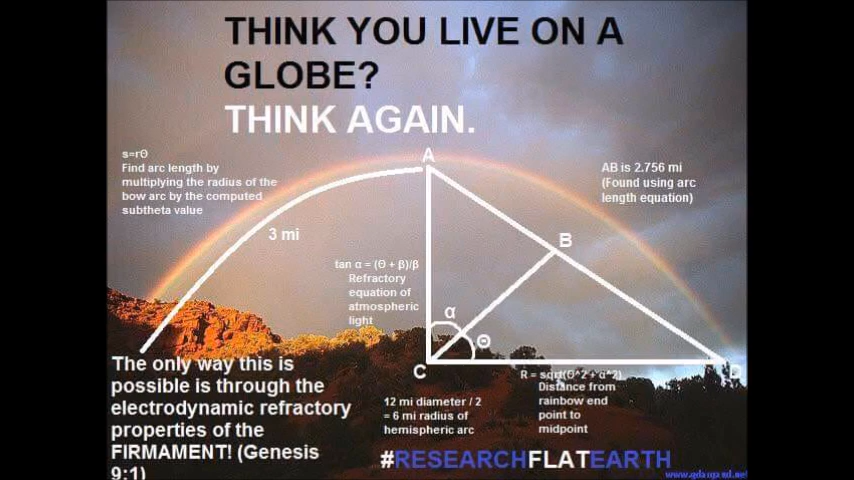 THINK YOU LIVE ON A
GLOBE?
THINK AGAIN.
s=rΘ
Find arc length by
multiplying the radius of the
bow arc by the computed
subtheta value
3 mi
A
AB is 2.756 mi
(Found using arc
length equation)
B
tan α = (Θ + β)/β
Refractory
equation of
atmospheric
light
α
Θ
C
D
The only way this is
possible is through the
electrodynamic refractory
properties of the
FIRMAMENT! (Genesis
9:1)
12 mi diameter / 2
= 6 mi radius of
hemispheric arc
R = sqrt(Θ^2 + α^2)
Distance from
rainbow end
point to
midpoint
#RESEARCHFLATEARTH